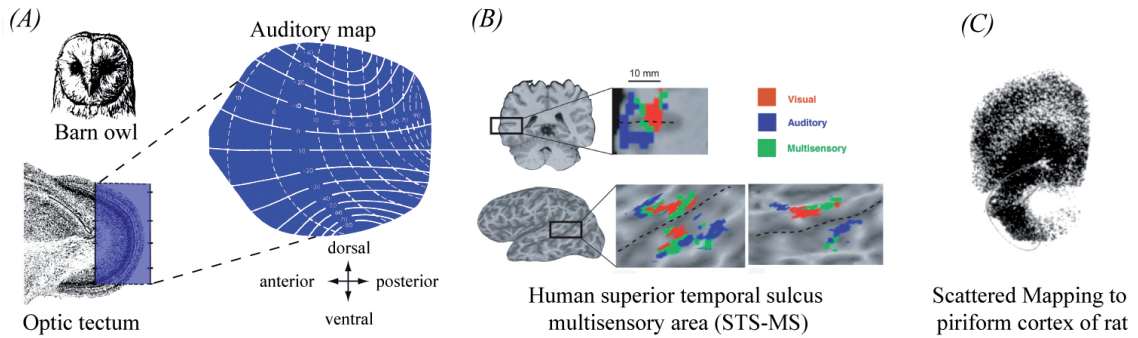 (A)
Auditory map
Barn owl
Optic tectum
dorsal
anterior posterior
ventral
(B)
10 mm
Visual
Auditory
Multisensory
Human superior temporal sulcus
multisensory area (STS-MS)
(C)
Scattered Mapping to
piriform cortex of rat